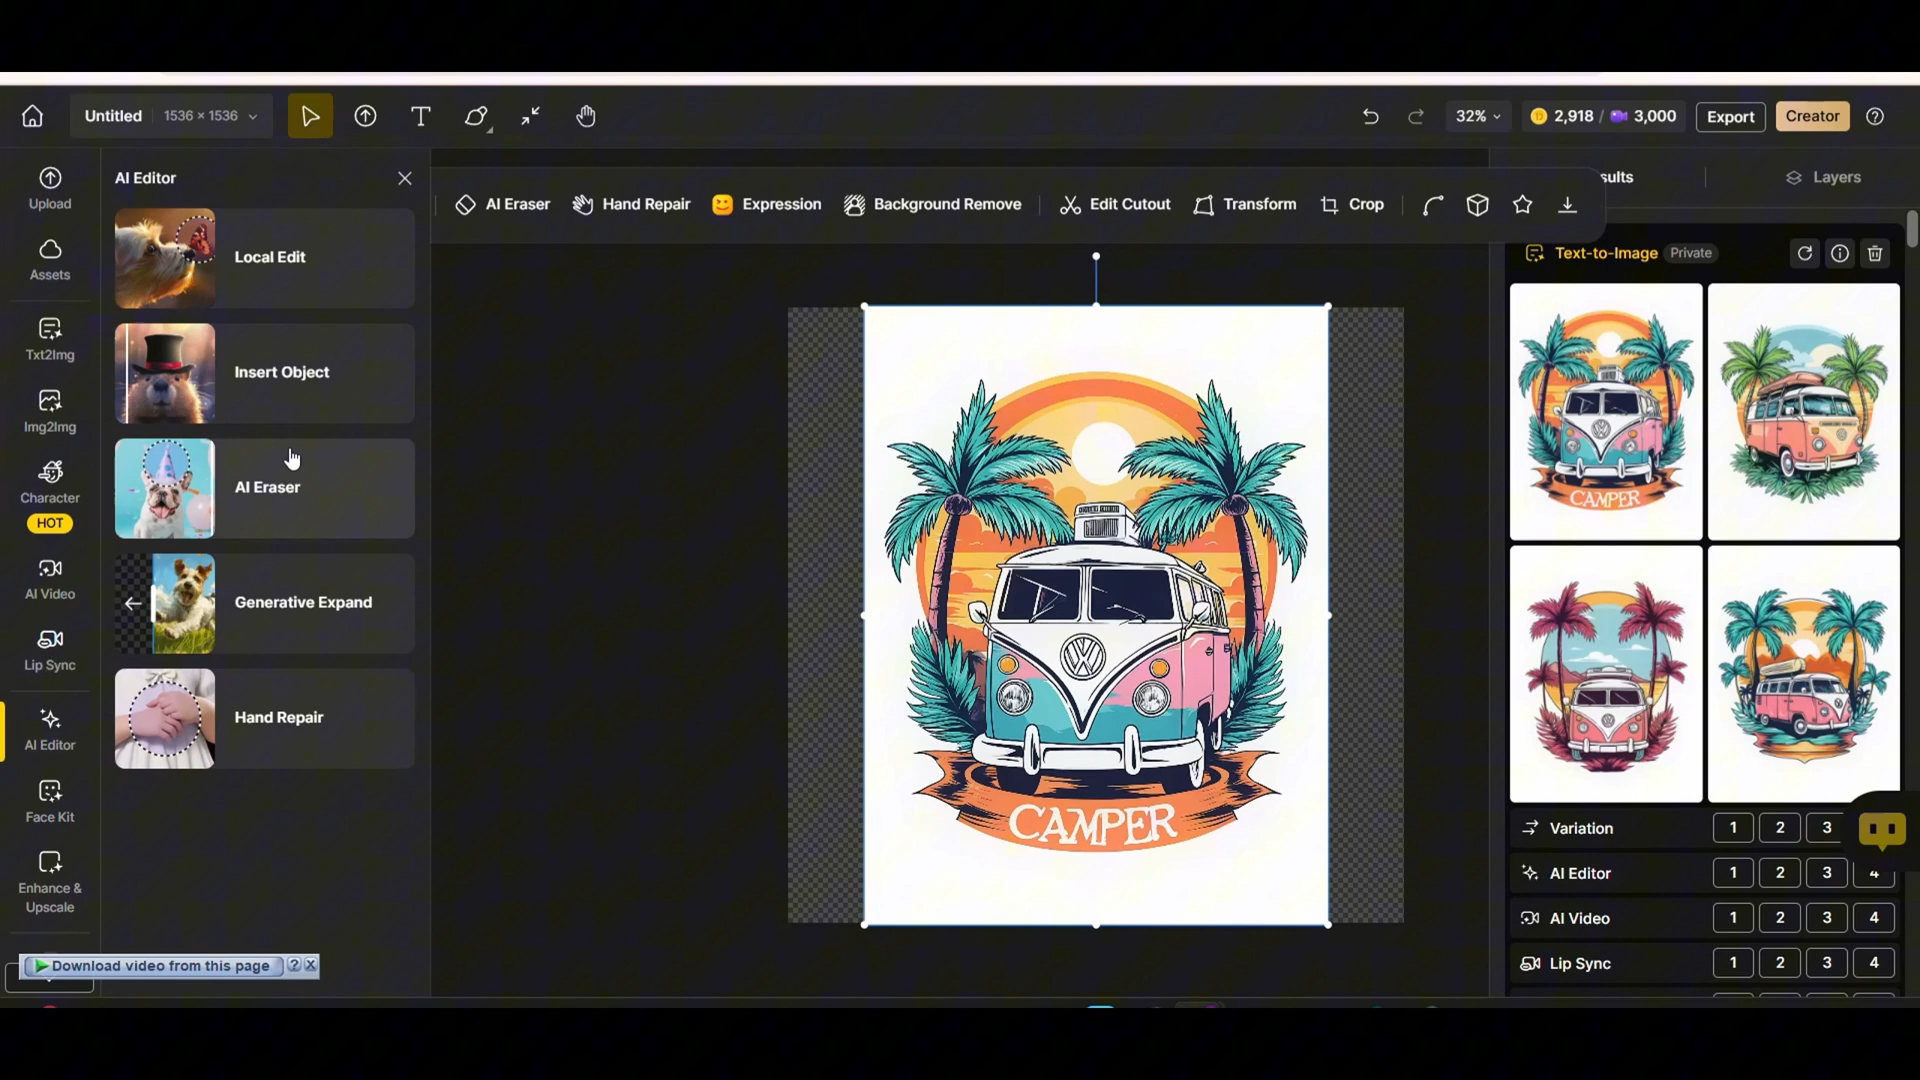 Untitled 1536 × 1536
T
32%
2,918 / 3,000
Export
Creator
Upload
Assets
Txt2Img
Img2Img
Character
HOT
AI Video
Lip Sync
AI Editor
Face Kit
Enhance &
Upscale
AI Editor
Local Edit
Insert Object
AI Eraser
Generative Expand
Hand Repair
AI Eraser
Hand Repair
Expression
Background Remove
Edit Cutout
Transform
Crop
sults
Layers
Text-to-Image Private
CAMPER
CAMPER
Variation 1 2 3
AI Editor 1 2 3 4
AI Video 1 2 3 4
Lip Sync 1 2 3 4
Download video from this page ? X